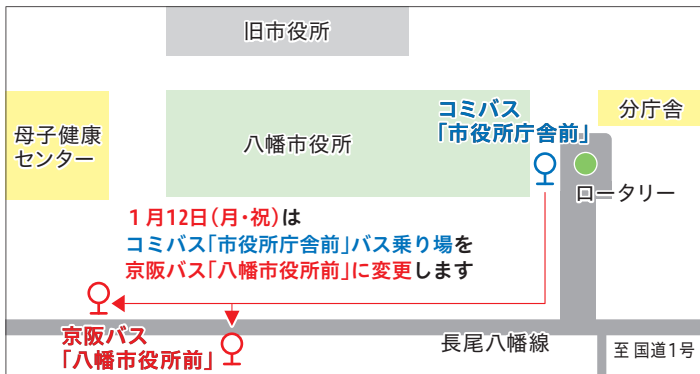 旧市役所
母子健康
センター
八幡市役所
コミバス
「市役所庁舎前」
分庁舎
ロータリー
1月12日(月・祝)は
コミバス「市役所庁舎前」バス乗り場を
京阪バス「八幡市役所前」に変更します
京阪バス
「八幡市役所前」
長尾八幡線
至 国道1号